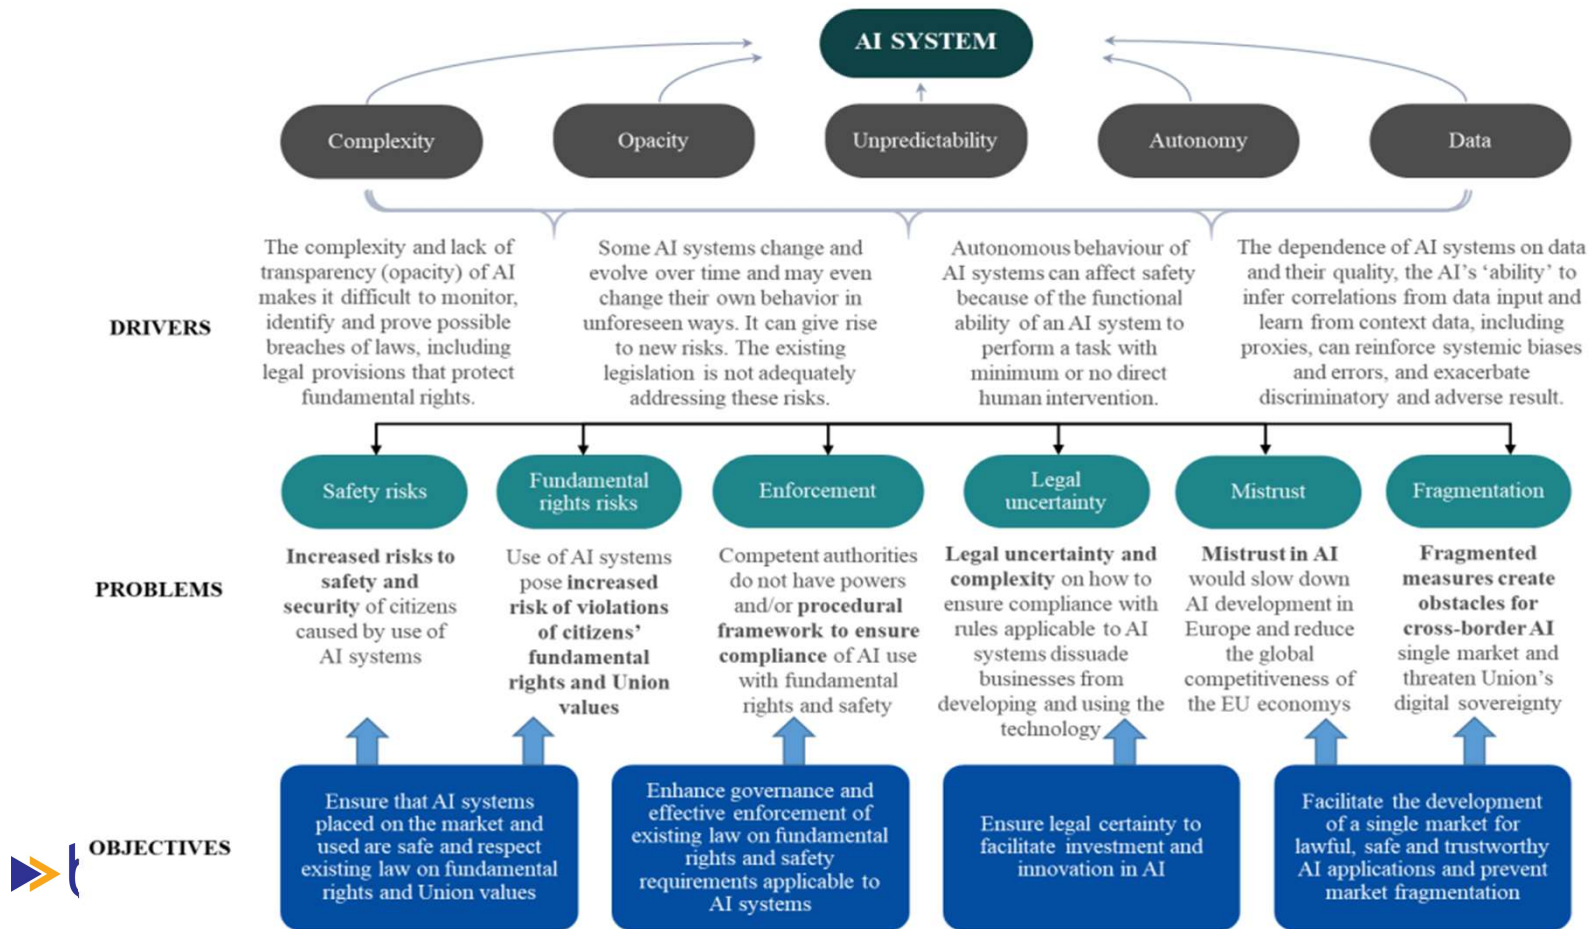 AI SYSTEM
Complexity
Opacity
Unpredictability
Autonomy
Data
DRIVERS
The complexity and lack of
transparency (opacity) of AI
makes it difficult to monitor,
identify and prove possible
breaches of laws, including
legal provisions that protect
fundamental rights.
Some AI systems change and
evolve over time and may even
change their own behavior in
unforeseen ways. It can give rise
to new risks. The existing
legislation is not adequately
addressing these risks.
Autonomous behaviour of
AI systems can affect safety
because of the functional
ability of an AI system to
perform a task with
minimum or no direct
human intervention.
The dependence of AI systems on data
and their quality, the AI’s ‘ability’ to
infer correlations from data input and
learn from context data, including
proxies, can reinforce systemic biases
and errors, and exacerbate
discriminatory and adverse result.
PROBLEMS
Safety risks
Increased risks to
safety and
security of citizens
caused by use of
AI systems
Fundamental
rights risks
Use of AI systems
pose increased
risk of violations
of citizens’
fundamental
rights and Union
values
Enforcement
Competent authorities
do not have powers
and/or procedural
framework to ensure
compliance of AI use
with fundamental
rights and safety
Legal
uncertainty
Legal uncertainty and
complexity on how to
ensure compliance with
rules applicable to AI
systems dissuade
businesses from
developing and using the
technology
Mistrust
Mistrust in AI
would slow down
AI development in
Europe and reduce
the global
competitiveness of
the EU economys
Fragmentation
Fragmented
measures create
obstacles for
cross-border AI
single market and
threaten Union’s
digital sovereignty
OBJECTIVES
Ensure that AI systems
placed on the market and
used are safe and respect
existing law on fundamental
rights and Union values
Enhance governance and
effective enforcement of
existing law on fundamental
rights and safety
requirements applicable to
AI systems
Ensure legal certainty to
facilitate investment and
innovation in AI
Facilitate the development
of a single market for
lawful, safe and trustworthy
AI applications and prevent
market fragmentation